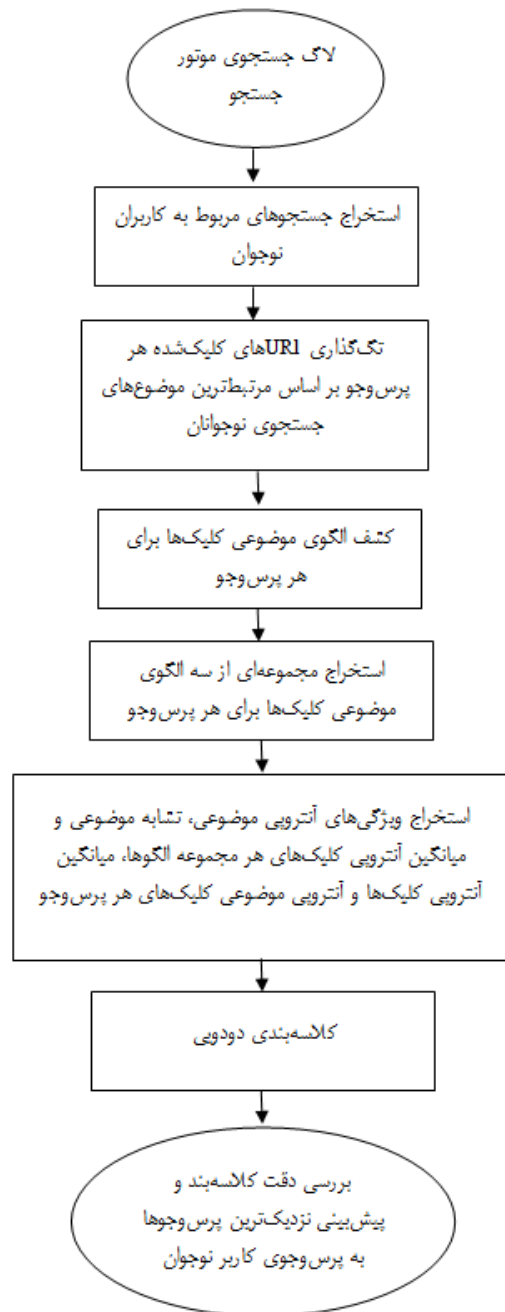 لاگ جستجوی موتور
جستجو
استخراج جستجوهای مربوط به کاربران
نوجوان
تگ‌گذاری URlهای کلیک‌شده هر
پرس‌وجو بر اساس مرتبط‌ترین موضوع‌های
جستجوی نوجوانان
کشف الگوی موضوعی کلیک‌ها برای
هر پرس‌وجو
استخراج مجموعه‌ای از سه الگوی
موضوعی کلیک‌ها برای هر پرس‌وجو
استخراج ویژگی‌های آنتروپی موضوعی، تشابه موضوعی و
میانگین آنتروپی کلیک‌های هر مجموعه الگوها، میانگین
آنتروپی کلیک‌ها و آنتروپی موضوعی کلیک‌های هر پرس‌وجو
کلاسه‌بندی دودویی
بررسی دقت کلاسه‌بند و
پیش‌بینی نزدیک‌ترین پرس‌وجوها
به پرس‌وجوی کاربر نوجوان